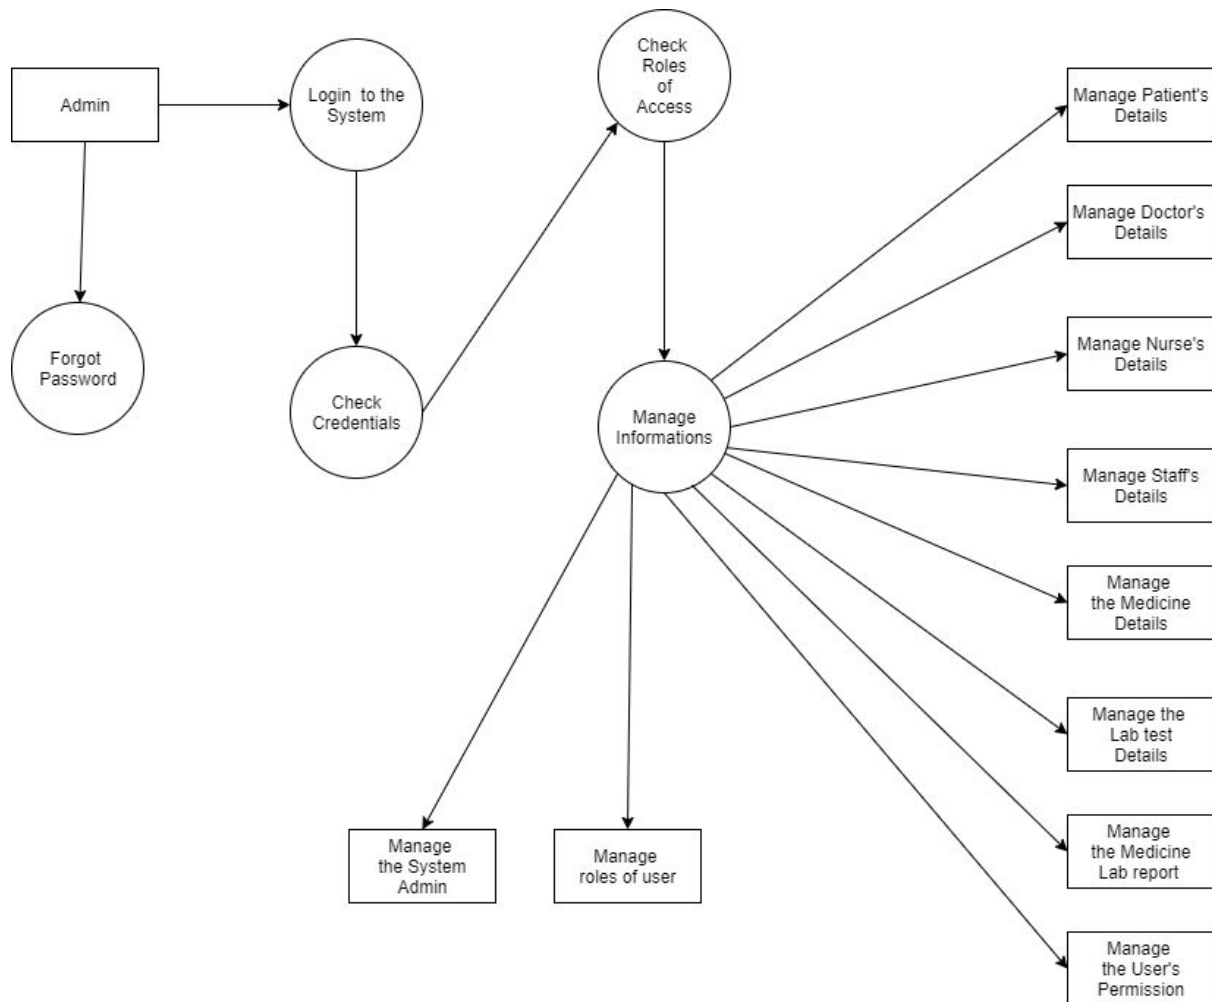 Admin
Login to the
System
Check
Roles
of
Access
Manage Patient's
Details
Manage Doctor's
Details
Forgot
Password
Check
Credentials
Manage
Informations
Manage Nurse's
Details
Manage Staff's
Details
Manage
the Medicine
Details
Manage the
Lab test
Details
Manage
the System
Admin
Manage
roles of user
Manage
the Medicine
Lab report
Manage
the User's
Permission